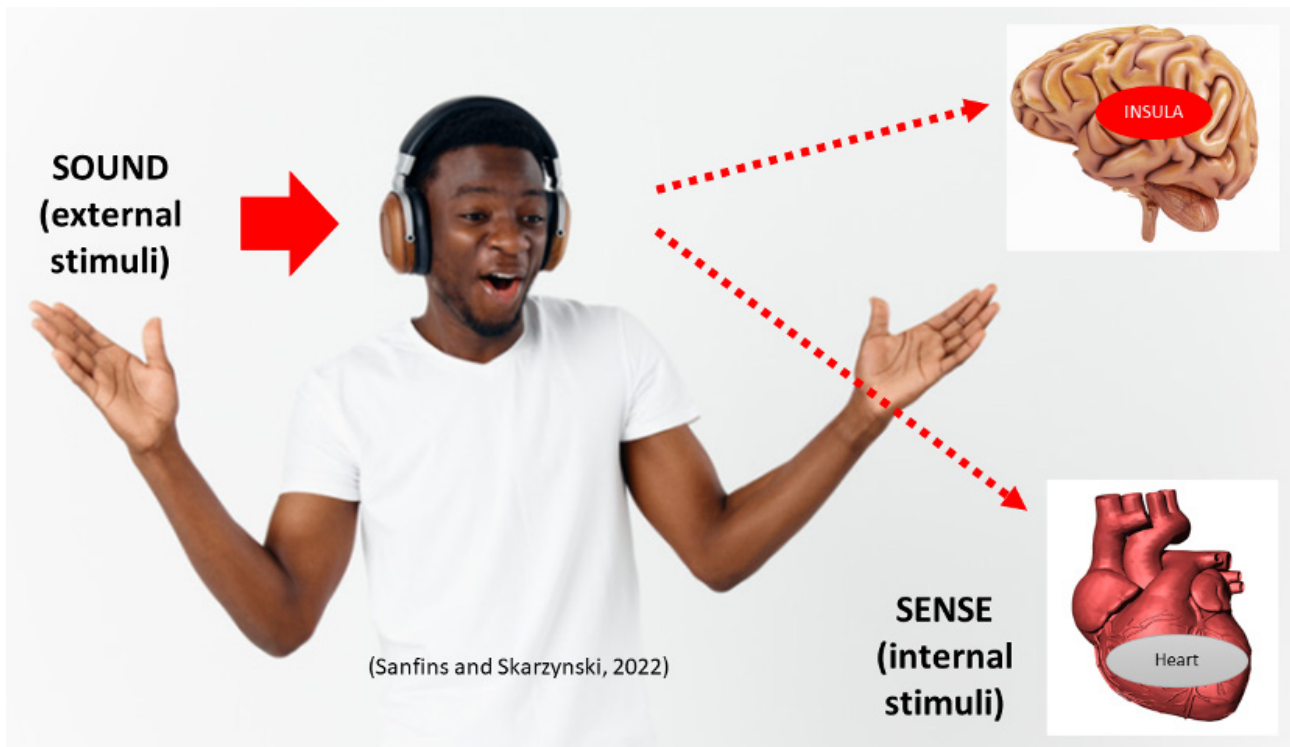 SOUND
(external
stimuli)
INSULA
SENSE
(internal
stimuli)
Heart
(Sanfins and Skarzynski, 2022)